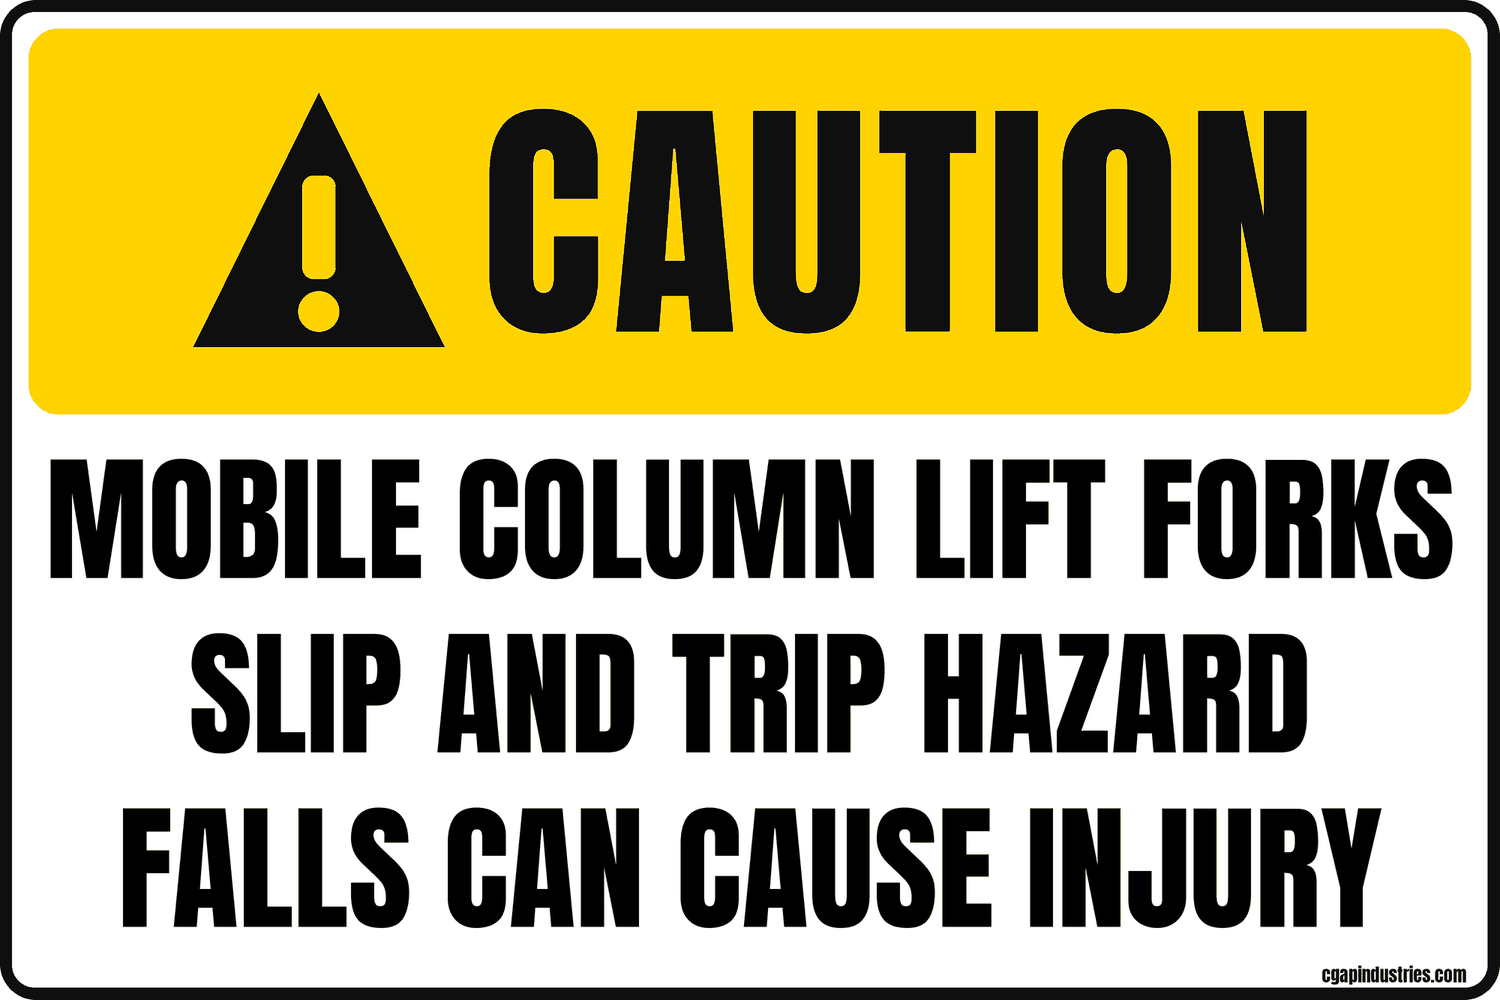 CAUTION
MOBILE COLUMN LIFT FORKS
SLIP AND TRIP HAZARD
FALLS CAN CAUSE INJURY
cgapindustries.com